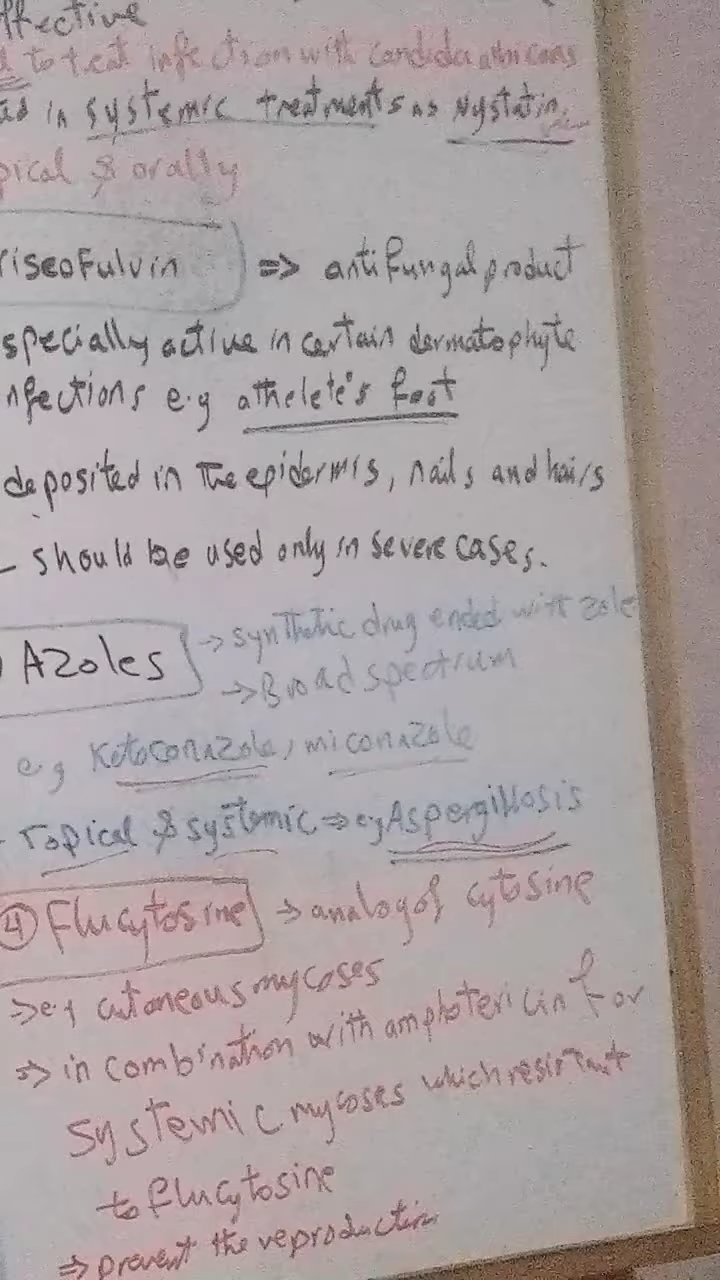 ffective
to treat infection with candida albicans
ed in systemic treatments as Nystatin.
pical & orally
riseofulvin => antifungal product
specially active in certain dermatophyte
nfections e.g athelete's foot
deposited in the epidermis, nails and hairs
- should be used only in severe cases.
) Azoles → synthetic drug ended with zole
→ Broad spectrum
e.g Ketoconazole, miconazole
- Topical & systemic => eg Aspergillosis
④ Flucytosine → analog of cytosine
=> e.g cutaneous mycoses
=> in combination with amphotericin for
systemic mycoses which resistant
to flucytosine
=> prevent the reproduction